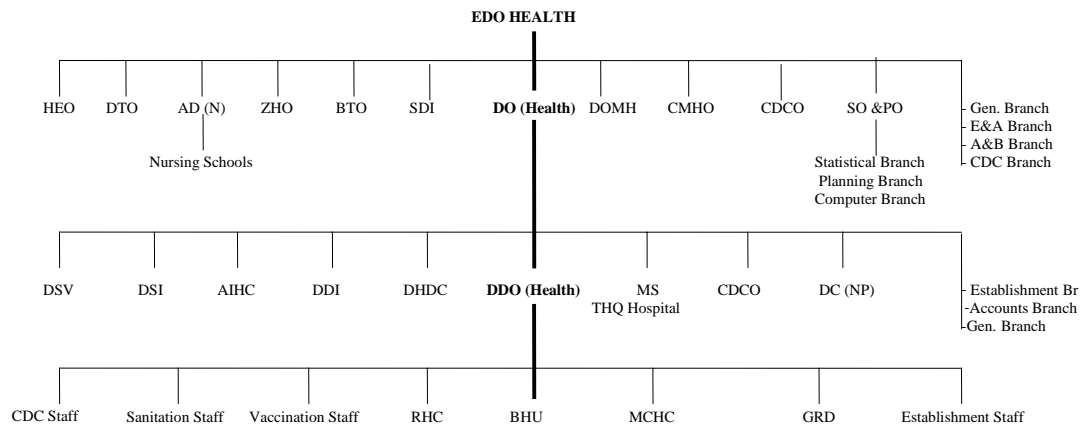 EDO HEALTH
HEO DTO AD (N) ZHO BTO SDI DO (Health) DOMH CMHO CDCO SO &PO - Gen. Branch
- E&A Branch
- A&B Branch
Nursing Schools Statistical Branch - CDC Branch
Planning Branch
Computer Branch
DSV DSI AIHC DDI DHDC DDO (Health) MS CDCO DC (NP) - Establishment Br
THQ Hospital -Accounts Branch
- Gen. Branch
CDC Staff Sanitation Staff Vaccination Staff RHC BHU MCHC GRD Establishment Staff